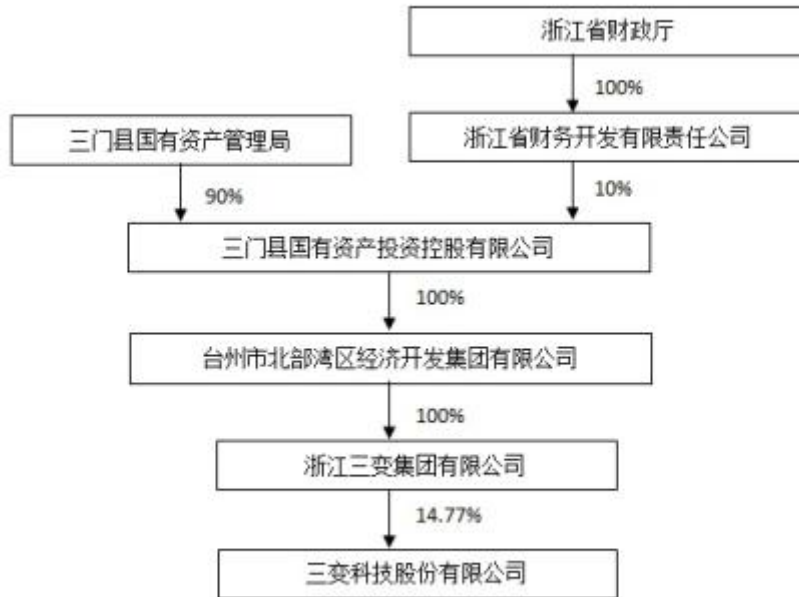 浙江省财政厅
100%
三门县国有资产管理局
浙江省财务开发有限责任公司
90%
10%
三门县国有资产投资控股有限公司
100%
台州市北部湾区经济开发集团有限公司
100%
浙江三变集团有限公司
14.77%
三变科技股份有限公司